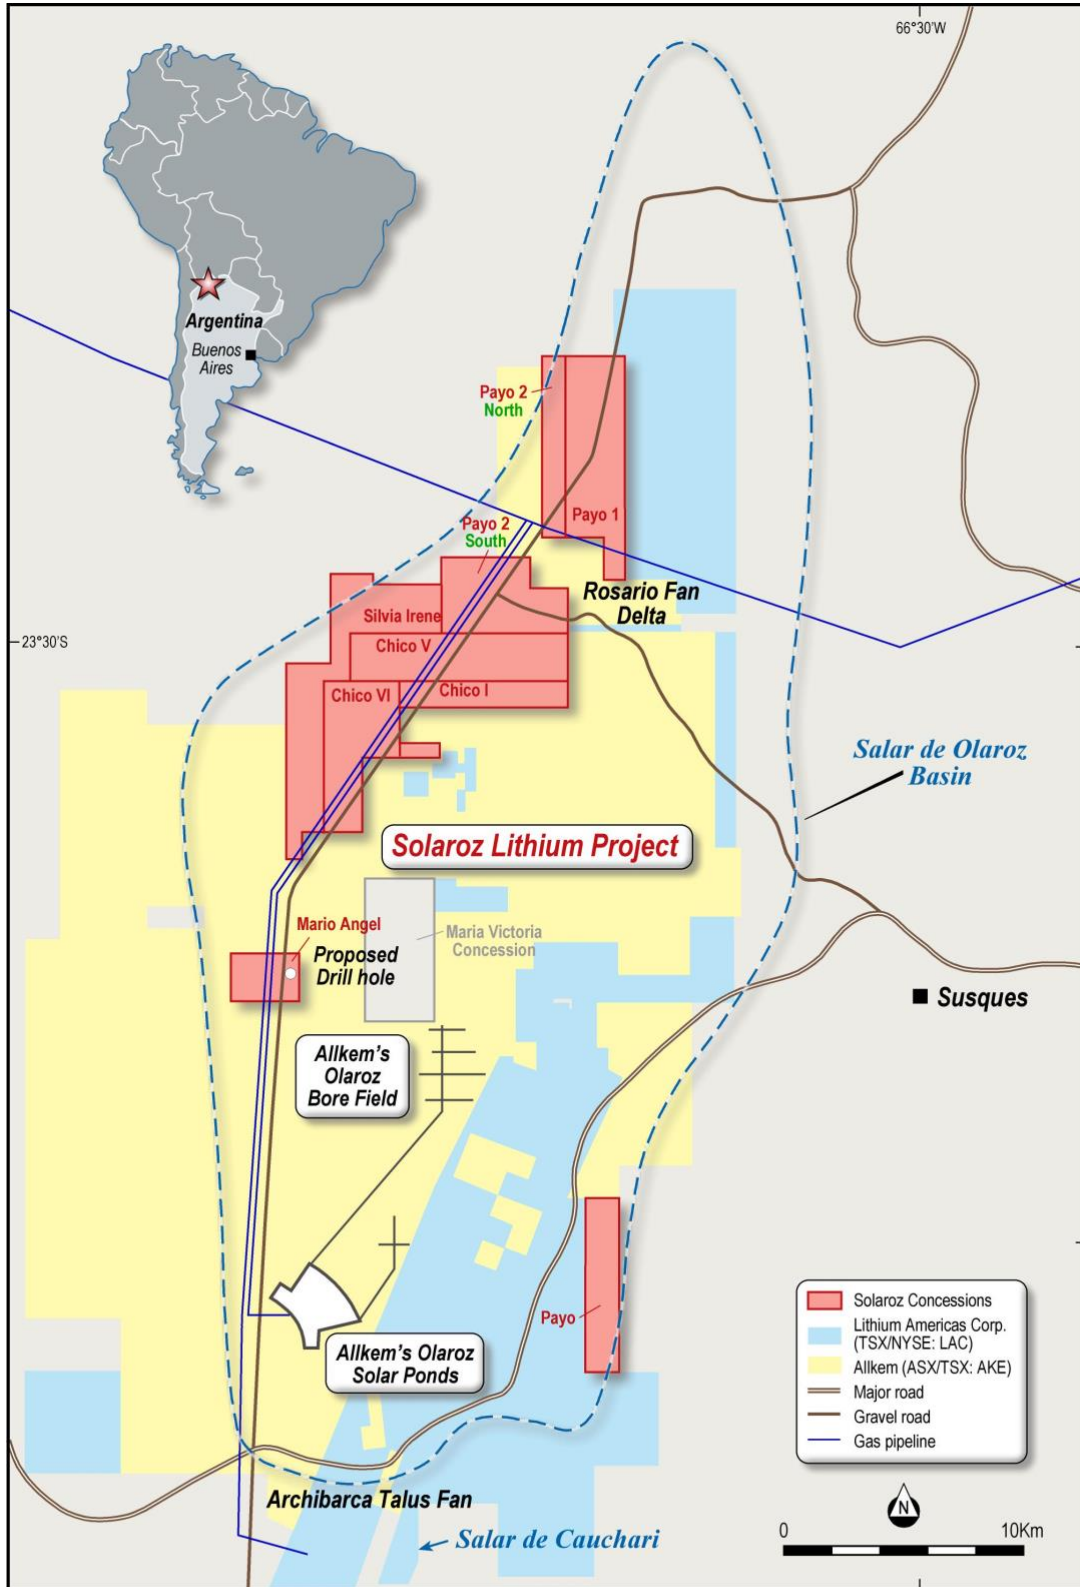 66°30'W
Argentina
Buenos
Aires
Payo 2
North
Payo 1
Payo 2
South
Rosario Fan
Delta
Silvia Irene
23°30'S
Chico V
Chico VI
Chico I
Salar de Olaroz
Basin
Solaroz Lithium Project
Mario Angel
Maria Victoria
Concession
Proposed
Drill hole
Susques
Allkem's
Olaroz
Bore Field
Payo
Allkem's Olaroz
Solar Ponds
Solaroz Concessions
Lithium Americas Corp.
(TSX/NYSE: LAC)
Allkem (ASX/TSX: AKE)
Major road
Gravel road
Gas pipeline
Archibarca Talus Fan
Salar de Cauchari
N
0 10Km